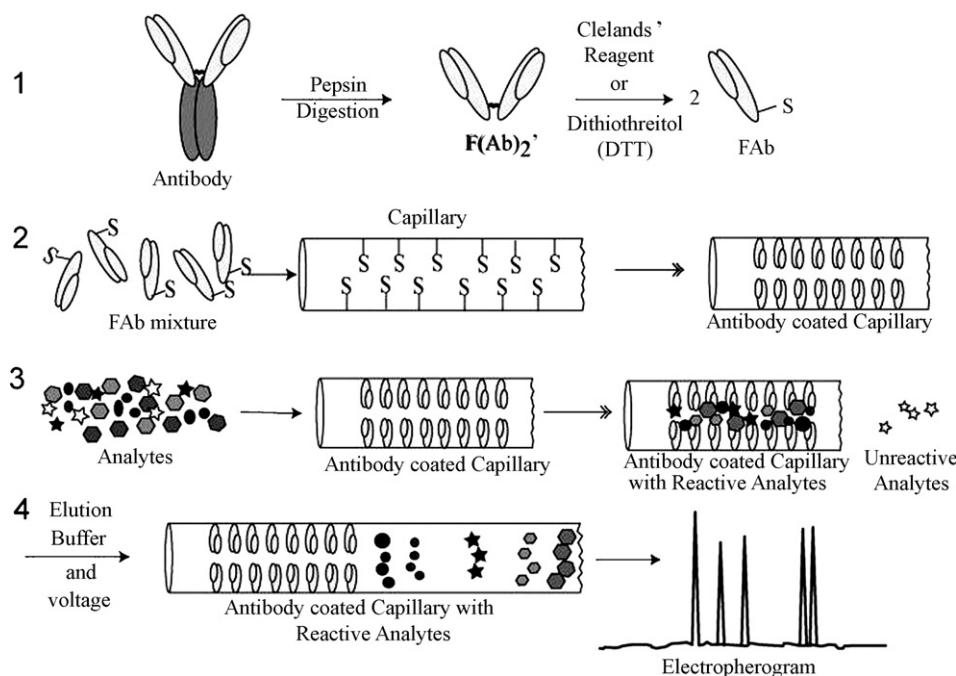 1
Pepsin
Digestion
Clelands'
Reagent
or
Dithiothreitol
(DTT)
2
S
Antibody
F(Ab)2'
FAb
2
S
S
S
S
S
FAb mixture
Capillary
S S S S S S
S S S S S S
Antibody coated Capillary
3
Analytes
Antibody coated Capillary
Antibody coated Capillary
with Reactive Analytes
Unreactive
Analytes
4
Elution
Buffer
and
voltage
Antibody coated Capillary with
Reactive Analytes
Electropherogram